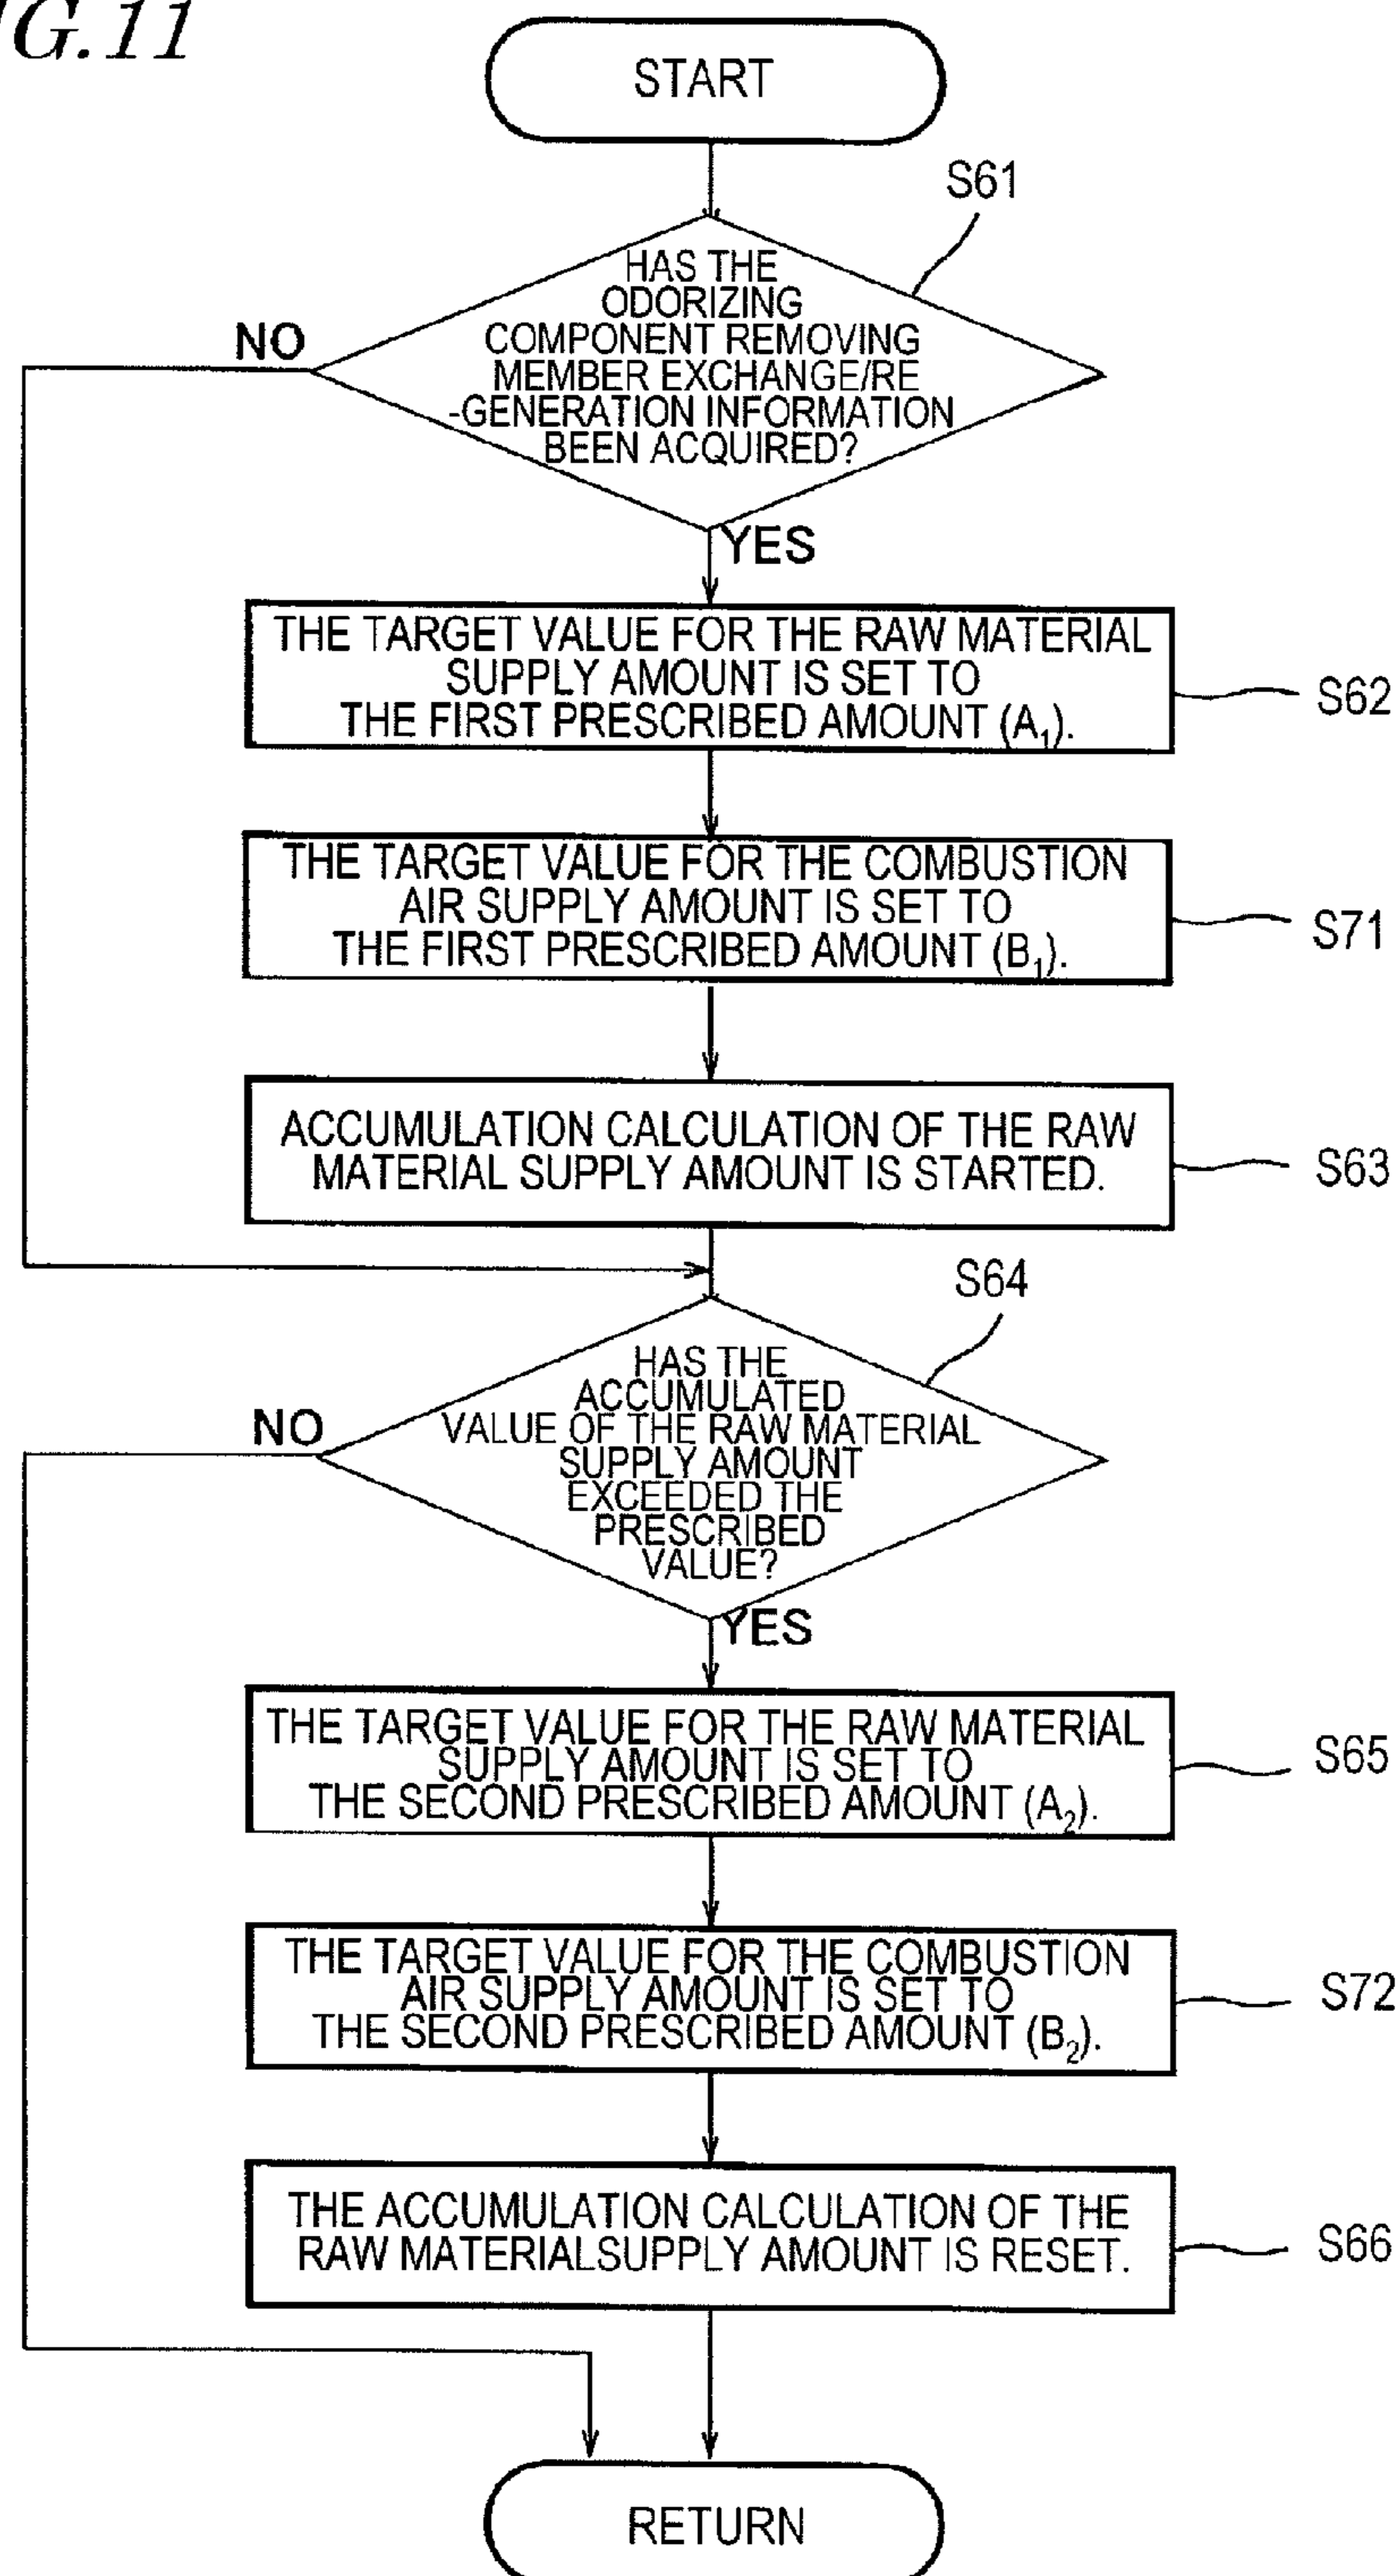 G.11
START
S61
HAS THE
ODORIZING
COMPONENT REMOVING
MEMBER EXCHANGE/RE
-GENERATION INFORMATION
BEEN ACQUIRED?
NO
YES
THE TARGET VALUE FOR THE RAW MATERIAL
SUPPLY AMOUNT IS SET TO
THE FIRST PRESCRIBED AMOUNT (A₁).
S62
THE TARGET VALUE FOR THE COMBUSTION
AIR SUPPLY AMOUNT IS SET TO
THE FIRST PRESCRIBED AMOUNT (B₁).
S71
ACCUMULATION CALCULATION OF THE RAW
MATERIAL SUPPLY AMOUNT IS STARTED.
S63
S64
HAS THE
ACCUMULATED
VALUE OF THE RAW MATERIAL
SUPPLY AMOUNT
EXCEEDED THE
PRESCRIBED
VALUE?
NO
YES
THE TARGET VALUE FOR THE RAW MATERIAL
SUPPLY AMOUNT IS SET TO
THE SECOND PRESCRIBED AMOUNT (A₂).
S65
THE TARGET VALUE FOR THE COMBUSTION
AIR SUPPLY AMOUNT IS SET TO
THE SECOND PRESCRIBED AMOUNT (B₂).
S72
THE ACCUMULATION CALCULATION OF THE
RAW MATERIALSUPPLY AMOUNT IS RESET.
S66
RETURN